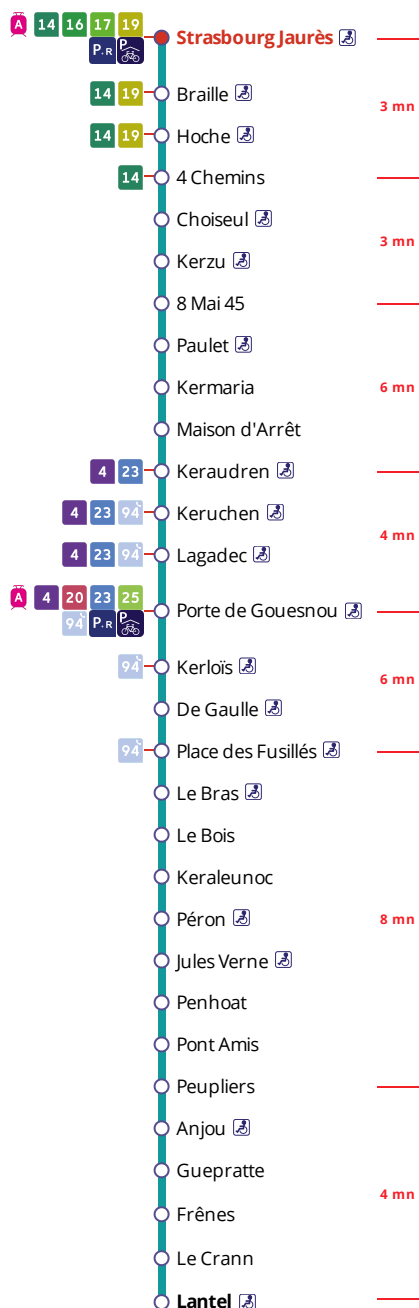 A 14 16 17 19
P+R P
Strasbourg Jaurès
3 mn
14 19 Braille
14 19 Hoche
14 4 Chemins
Choiseul
3 mn
Kerzu
8 Mai 45
Paulet
Kermaria
6 mn
Maison d'Arrêt
4 23 Keraudren
4 23 94 Keruchen
4 mn
4 23 94 Lagadec
A 4 20 23 25
94 P+R P
Porte de Gouesnou
94 Kerloïs
6 mn
De Gaulle
94 Place des Fusillés
Le Bras
Le Bois
Keraleunoc
Péron
8 mn
Jules Verne
Penhoat
Pont Amis
Peupliers
Anjou
Guepratte
4 mn
Frênes
Le Crann
Lantel